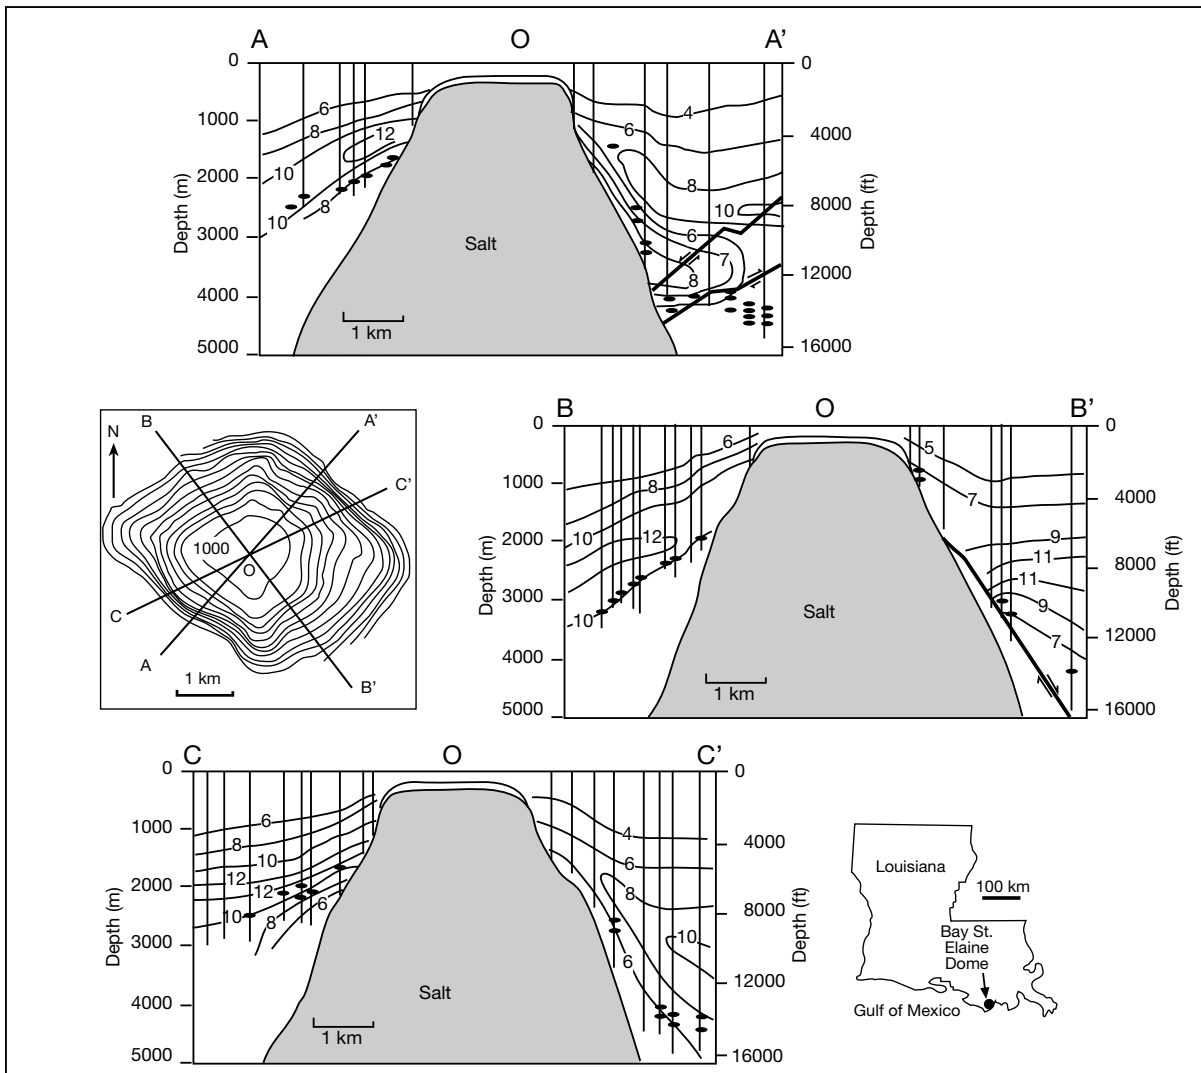 A O A'
0
1000
2000
3000
4000
5000
Depth (m)
6
8
12
10
10
8
Salt
1 km
4
6
8
10
6
7
8
0
4000
8000
12000
16000
Depth (ft)
N
B
A'
C'
1000
O
C
A
B'
1 km
B O B'
0
1000
2000
3000
4000
5000
Depth (m)
6
8
10
12
10
Salt
1 km
5
7
9
11
11
9
7
0
4000
8000
12000
16000
Depth (ft)
C O C'
0
1000
2000
3000
4000
5000
Depth (m)
6
8
10
12
12
10
8
6
Salt
1 km
4
6
8
10
6
0
4000
8000
12000
16000
Depth (ft)
Louisiana
100 km
Bay St.
Elaine
Dome
Gulf of Mexico